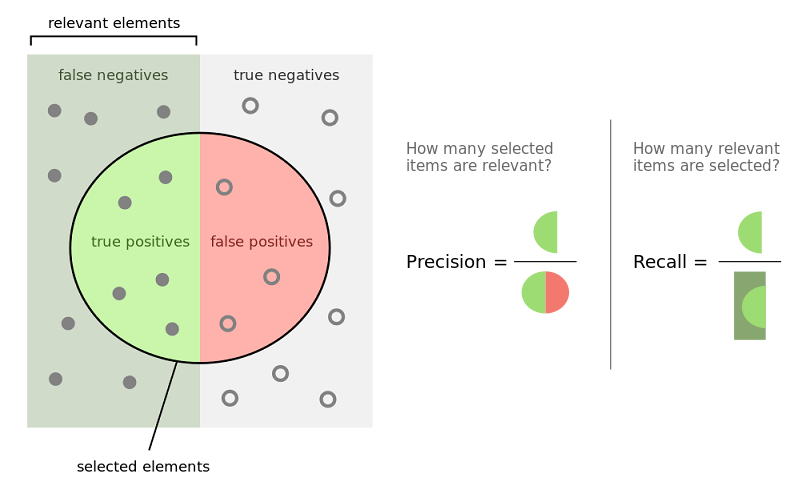 relevant elements
false negatives
true negatives
true positives
false positives
selected elements
How many selected
items are relevant?
Precision =
How many relevant
items are selected?
Recall =